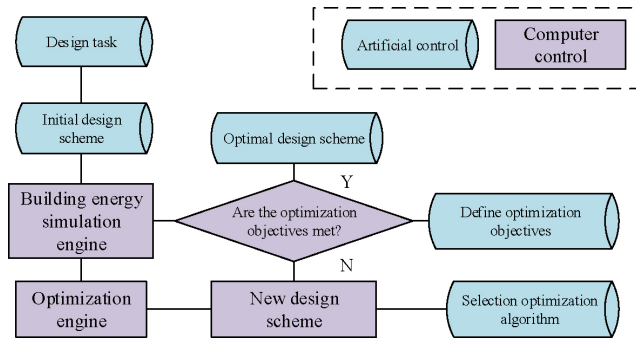 Design task
Artificial control
Computer
control
Initial design
scheme
Optimal design scheme
Y
Building energy
simulation
engine
Are the optimization
objectives met?
Define optimization
objectives
N
Optimization
engine
New design
scheme
Selection optimization
algorithm